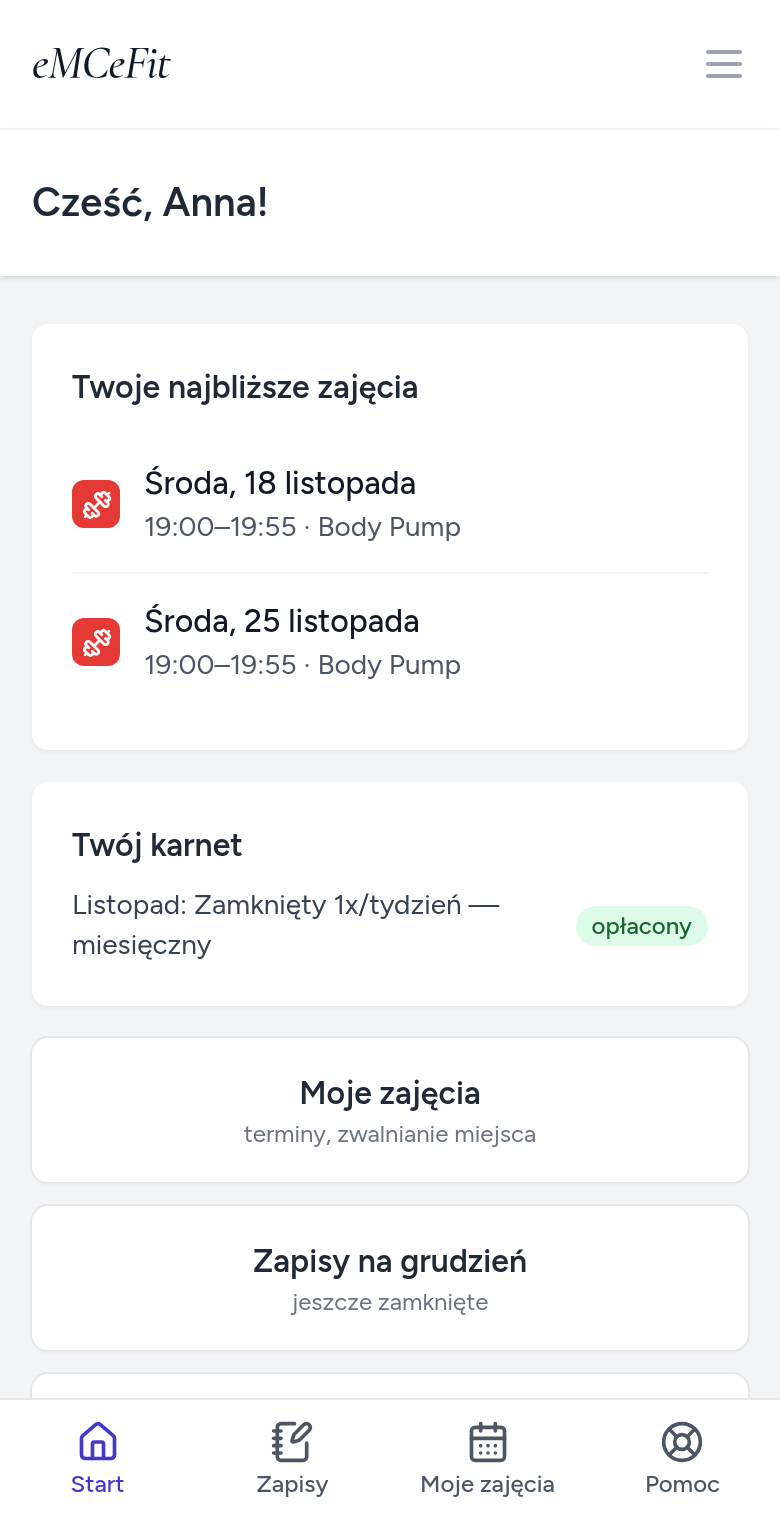 eMCeFit
Cześć, Anna!
Twoje najbliższe zajęcia
Środa, 18 listopada
19:00–19:55 · Body Pump
Środa, 25 listopada
19:00–19:55 · Body Pump
Twój karnet
Listopad: Zamknięty 1x/tydzień —
miesięczny
opłacony
Moje zajęcia
terminy, zwalnianie miejsca
Zapisy na grudzień
jeszcze zamknięte
Start
Zapisy
Moje zajęcia
Pomoc